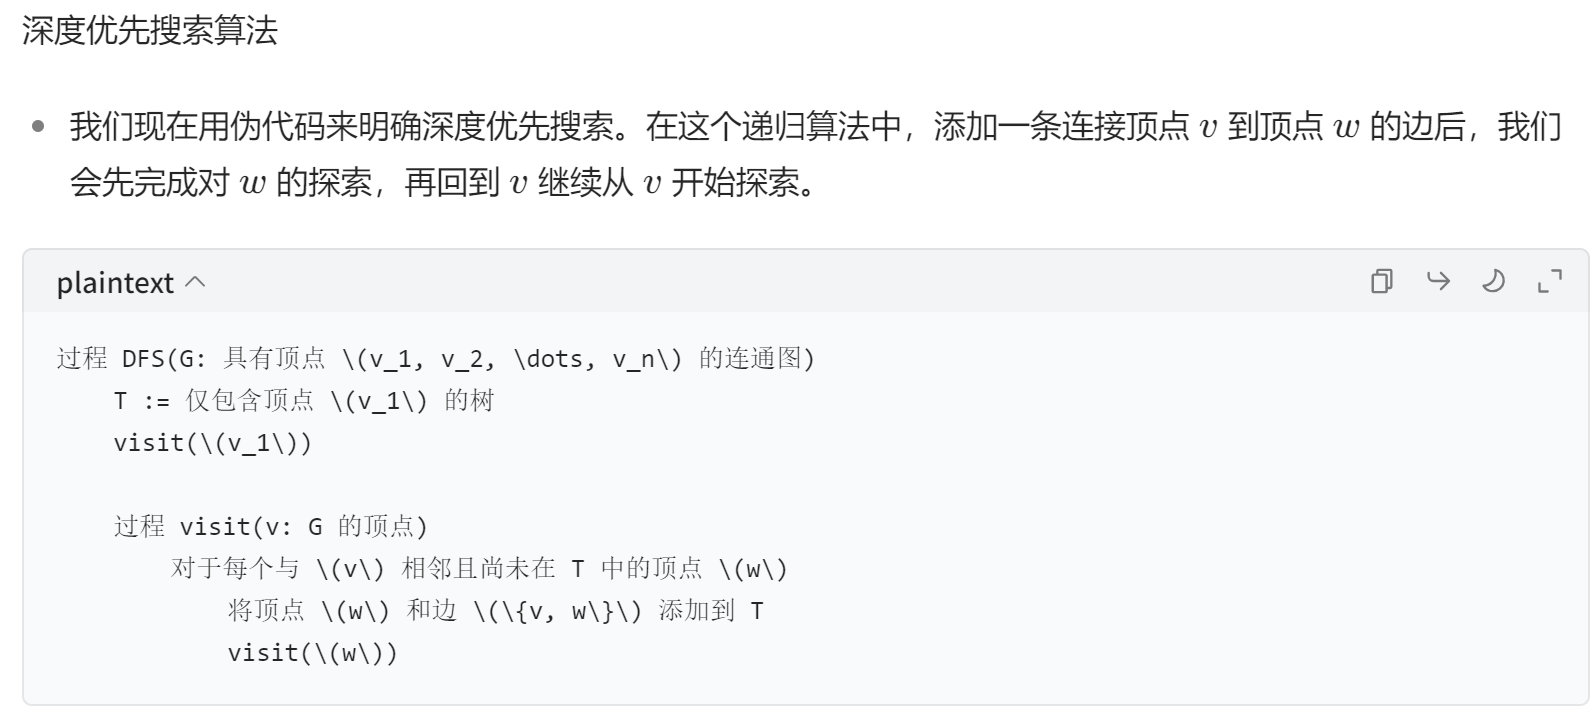 深度优先搜索算法
我们现在用伪代码来明确深度优先搜索。在这个递归算法中，添加一条连接顶点 v 到顶点 w 的边后，我们
会先完成对 w 的探索，再回到 v 继续从 v 开始探索。
plaintext
过程 DFS(G: 具有顶点 \(v_1, v_2, \dots, v_n\) 的连通图)
T := 仅包含顶点 \(v_1\) 的树
visit(\(v_1\))
过程 visit(v: G 的顶点)
对于每个与 \(v\) 相邻且尚未在 T 中的顶点 \(w\)
将顶点 \(w\) 和边 \(\{v, w\}\) 添加到 T
visit(\(w\))